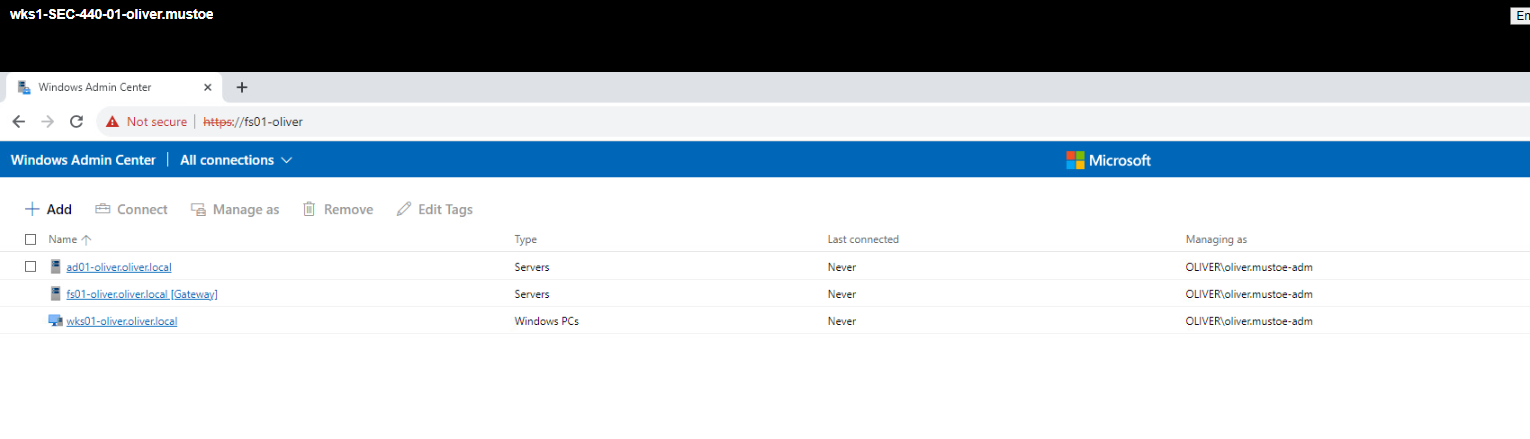 wks1-SEC-440-01-oliver.mustoe
Windows Admin Center
Not secure https://fs01-oliver
Windows Admin Center All connections Microsoft
Add Connect Manage as Remove Edit Tags
Name Type Last connected Managing as
ad01-oliver.oliver.local Servers Never OLIVER\oliver.mustoe-adm
fs01-oliver.oliver.local [Gateway] Servers Never OLIVER\oliver.mustoe-adm
wks01-oliver.oliver.local Windows PCs Never OLIVER\oliver.mustoe-adm